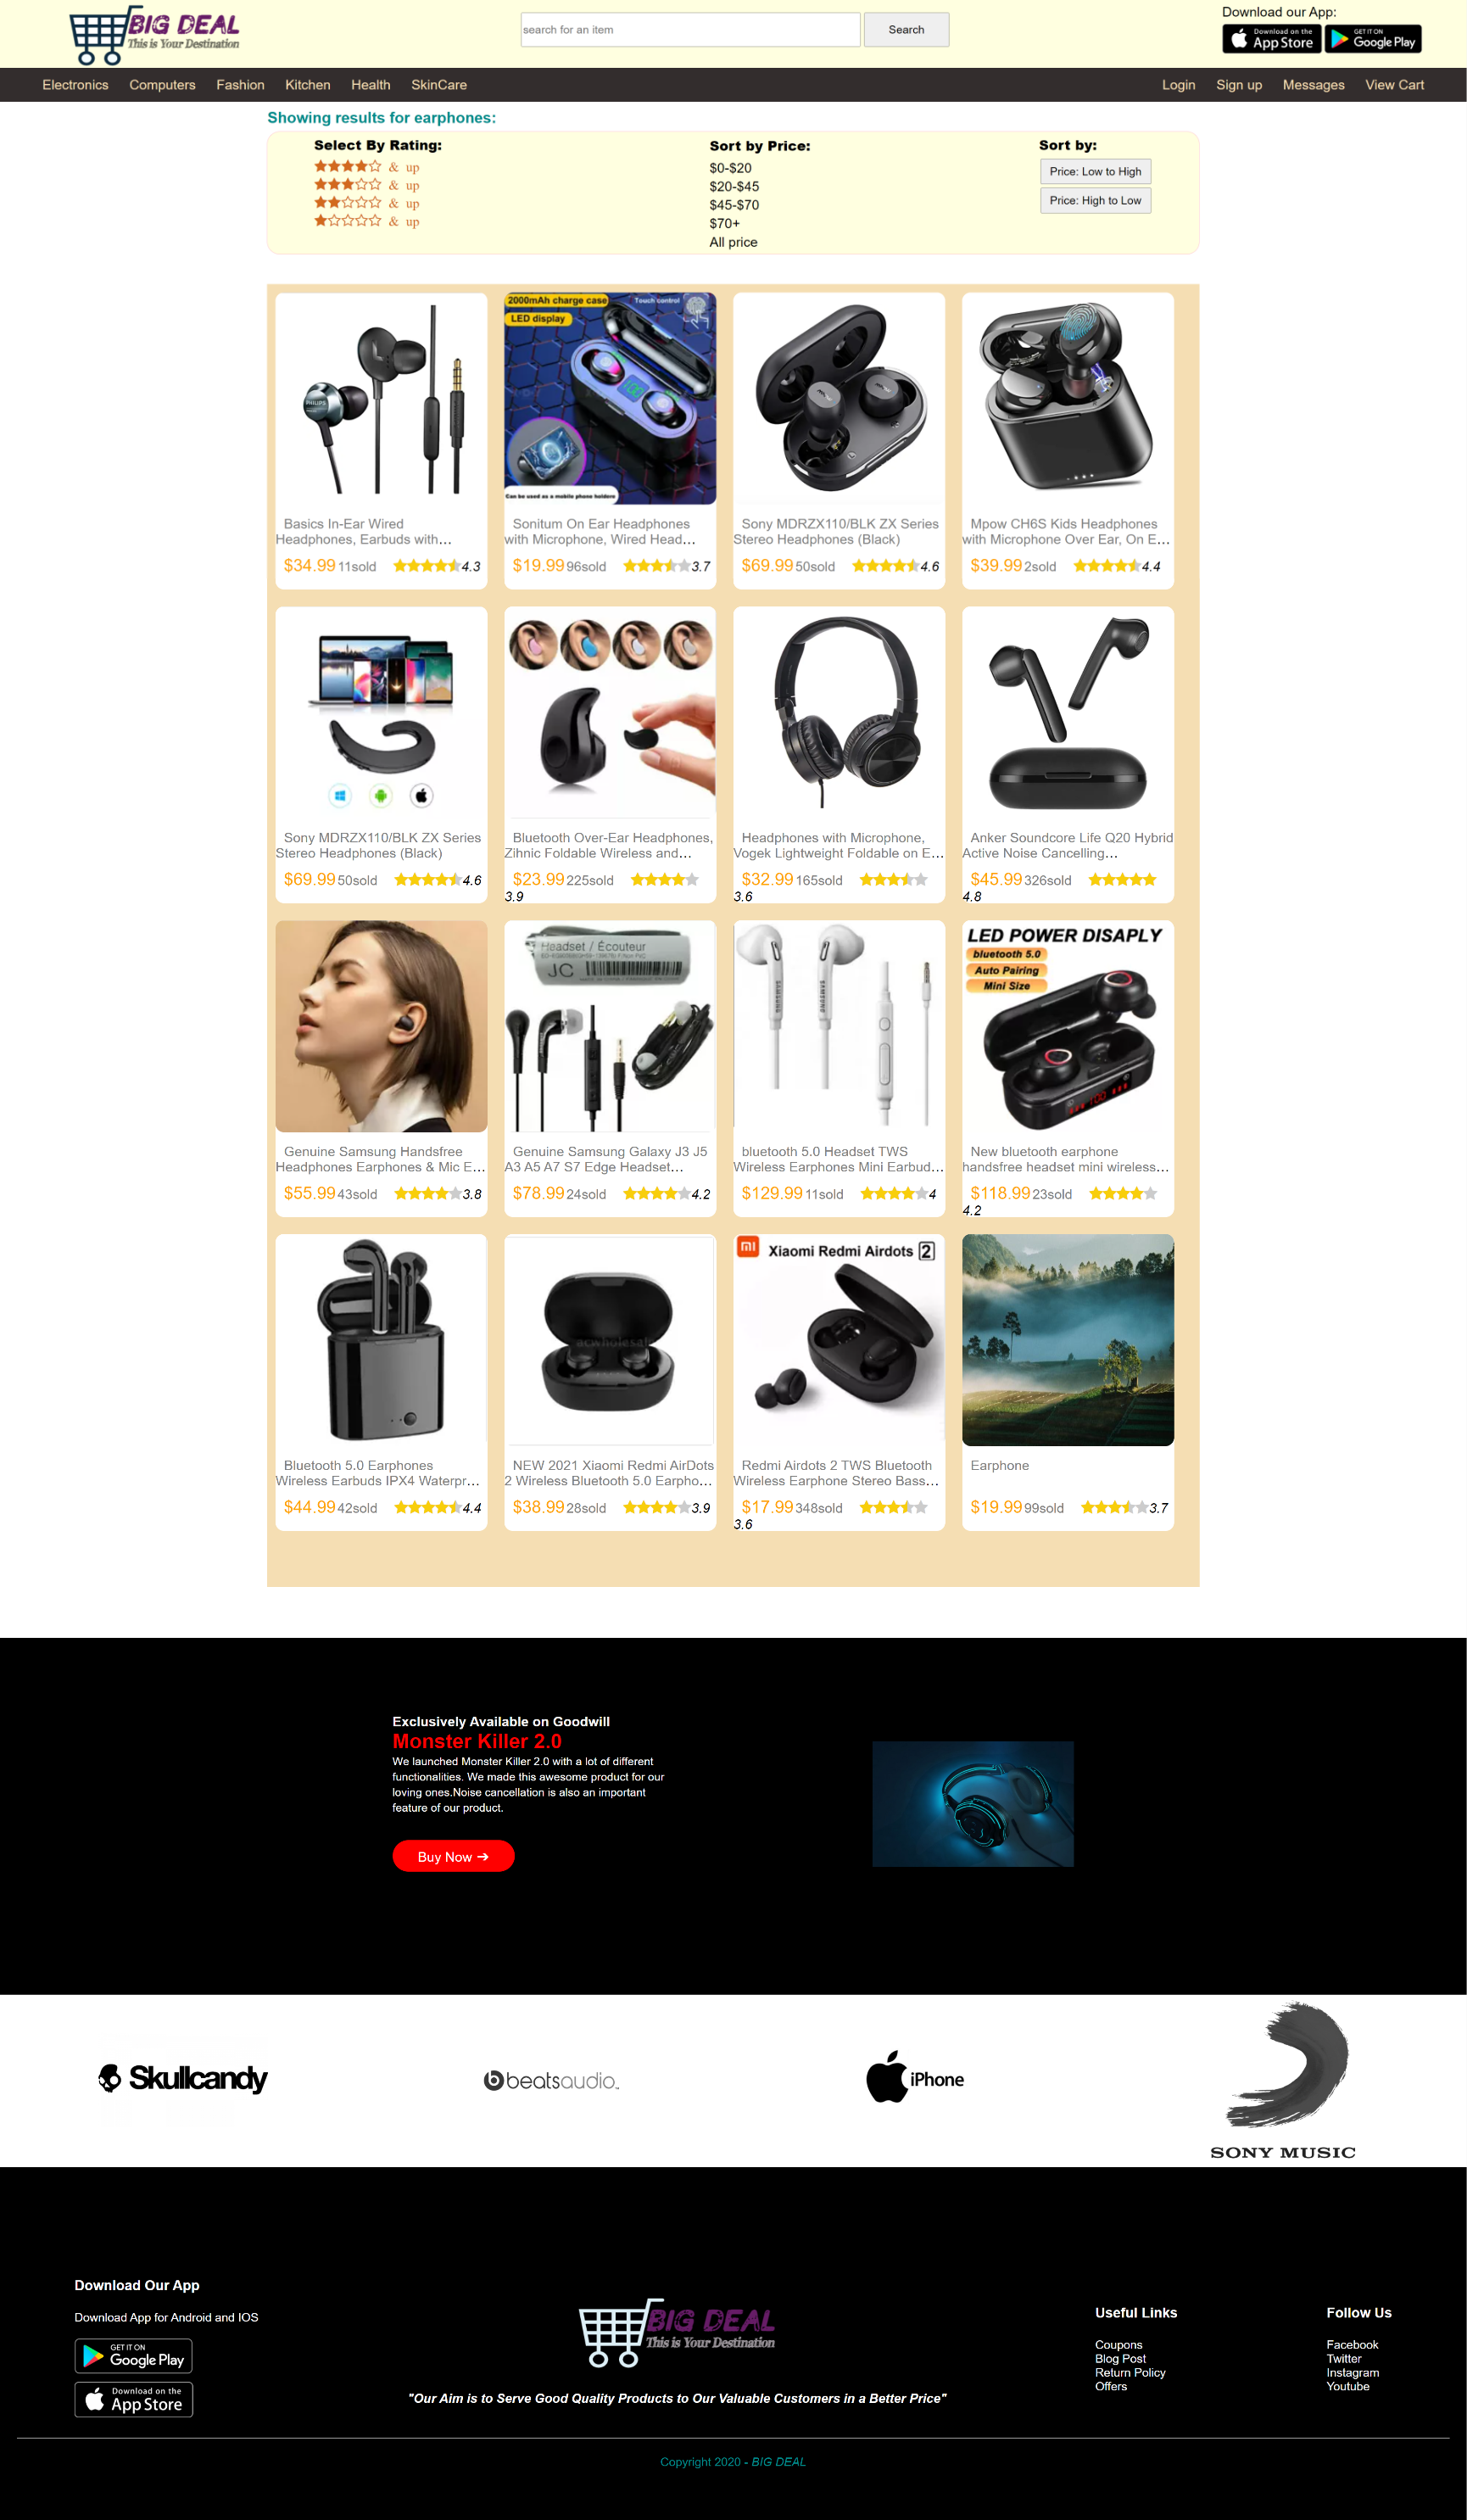 BIG DEAL
This is Your Destination
search for an item
Search
Download our App:
Download on the
App Store
GET IT ON
Google Play
Electronics Computers Fashion Kitchen Health SkinCare Login Sign up Messages View Cart
Showing results for earphones:
Select By Rating:
& up
& up
& up
& up
Sort by Price:
$0-$20
$20-$45
$45-$70
$70+
All price
Sort by:
Price: Low to High
Price: High to Low
PHILIPS
Basics In-Ear Wired
Headphones, Earbuds with...
$34.99 11sold 4.3
2000mAh charge case
Touch control
LED display
Can be used as a mobile phone holdere
Sonitum On Ear Headphones
with Microphone, Wired Head...
$19.99 96sold 3.7
Sony MDRZX110/BLK ZX Series
Stereo Headphones (Black)
$69.99 50sold 4.6
Mpow CH6S Kids Headphones
with Microphone Over Ear, On E...
$39.99 2sold 4.4
Sony MDRZX110/BLK ZX Series
Stereo Headphones (Black)
$69.99 50sold 4.6
Bluetooth Over-Ear Headphones,
Zihnic Foldable Wireless and...
$23.99 225sold
3.9
Headphones with Microphone,
Vogek Lightweight Foldable on E...
$32.99 165sold
3.6
Anker Soundcore Life Q20 Hybrid
Active Noise Cancelling...
$45.99 326sold
4.8
Genuine Samsung Handsfree
Headphones Earphones & Mic E...
$55.99 43sold 3.8
Headset / Écouteur
JC
Genuine Samsung Galaxy J3 J5
A3 A5 A7 S7 Edge Headset...
$78.99 24sold 4.2
SAMSUNG
SAMSUNG
bluetooth 5.0 Headset TWS
Wireless Earphones Mini Earbud...
$129.99 11sold 4
LED POWER DISAPLY
bluetooth 5.0
Auto Pairing
Mini Size
100
New bluetooth earphone
handsfree headset mini wireless...
$118.99 23sold
4.2
Bluetooth 5.0 Earphones
Wireless Earbuds IPX4 Waterpr...
$44.99 42sold 4.4
acwholesale
NEW 2021 Xiaomi Redmi AirDots
2 Wireless Bluetooth 5.0 Earpho...
$38.99 28sold 3.9
mi Xiaomi Redmi Airdots 2
Redmi Airdots 2 TWS Bluetooth
Wireless Earphone Stereo Bass...
$17.99 348sold
3.6
Earphone
$19.99 99sold 3.7
Exclusively Available on Goodwill
Monster Killer 2.0
We launched Monster Killer 2.0 with a lot of different
functionalities. We made this awesome product for our
loving ones.Noise cancellation is also an important
feature of our product.
Buy Now ➔
Skullcandy
beatsaudio
iPhone
SONY MUSIC
Download Our App
Download App for Android and IOS
GET IT ON
Google Play
Download on the
App Store
BIG DEAL
This is Your Destination
"Our Aim is to Serve Good Quality Products to Our Valuable Customers in a Better Price"
Useful Links
Coupons
Blog Post
Return Policy
Offers
Follow Us
Facebook
Twitter
Instagram
Youtube
Copyright 2020 - BIG DEAL